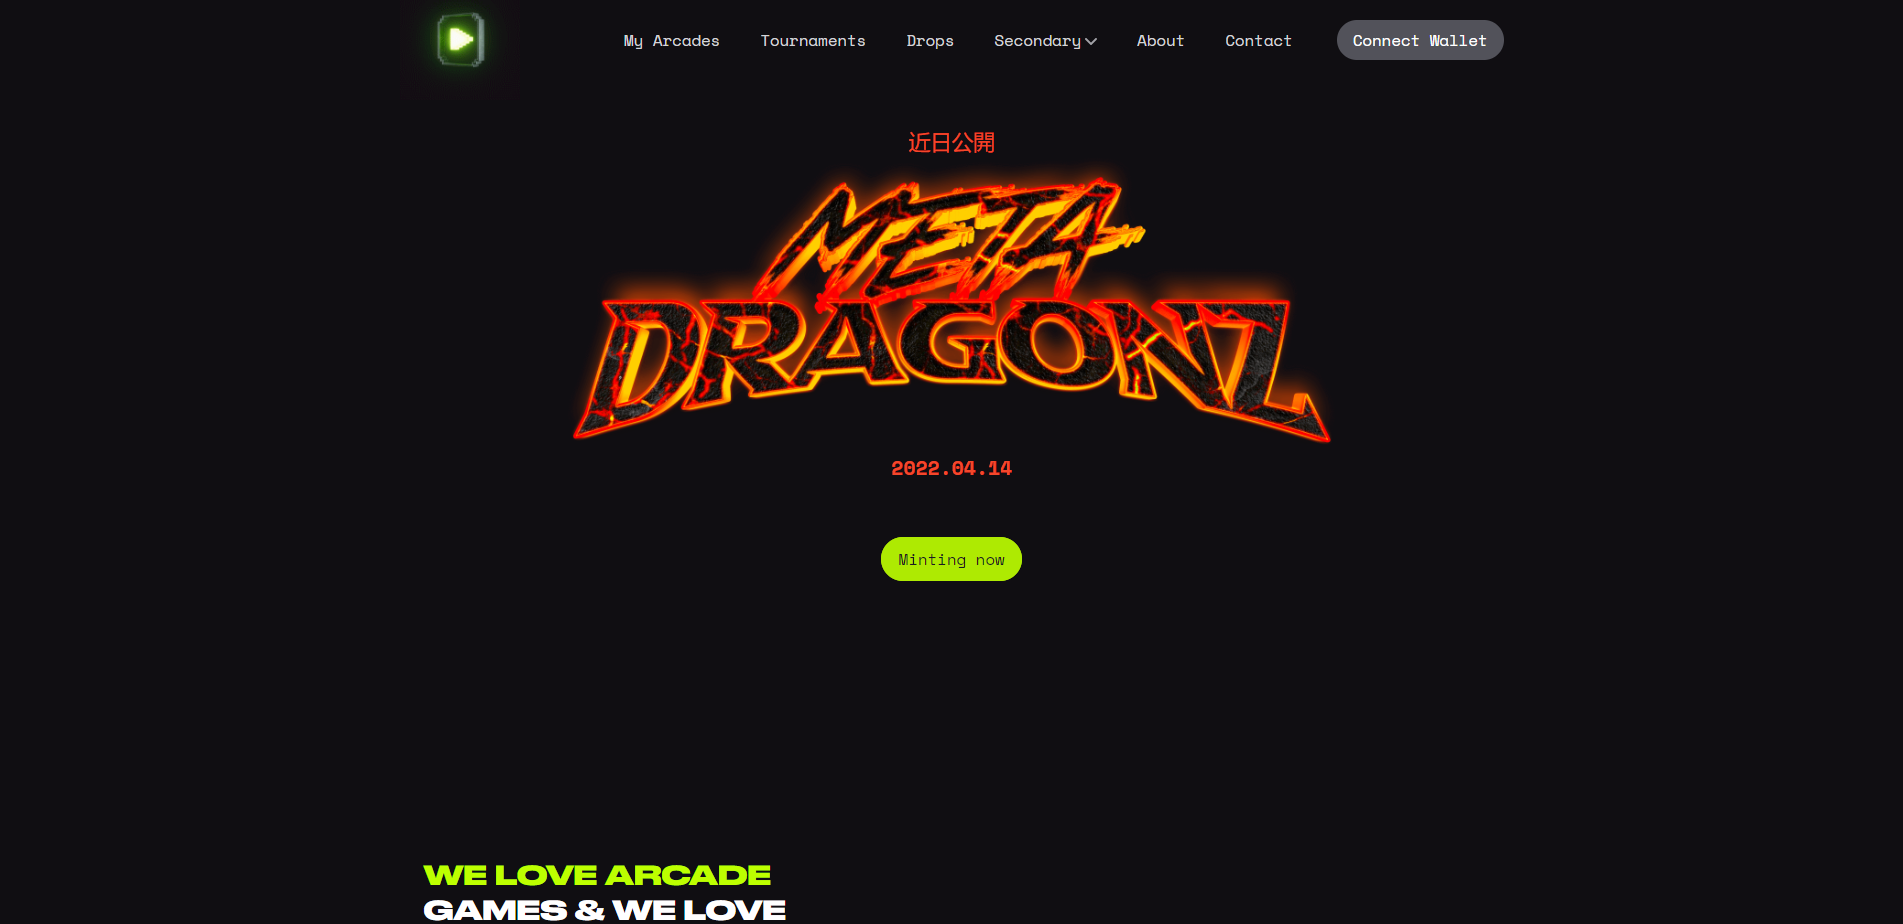 My Arcades Tournaments Drops Secondary About Contact Connect Wallet
近日公開
META
DRAGONZ
2022.04.14
Minting now
WE LOVE ARCADE
GAMES & WE LOVE